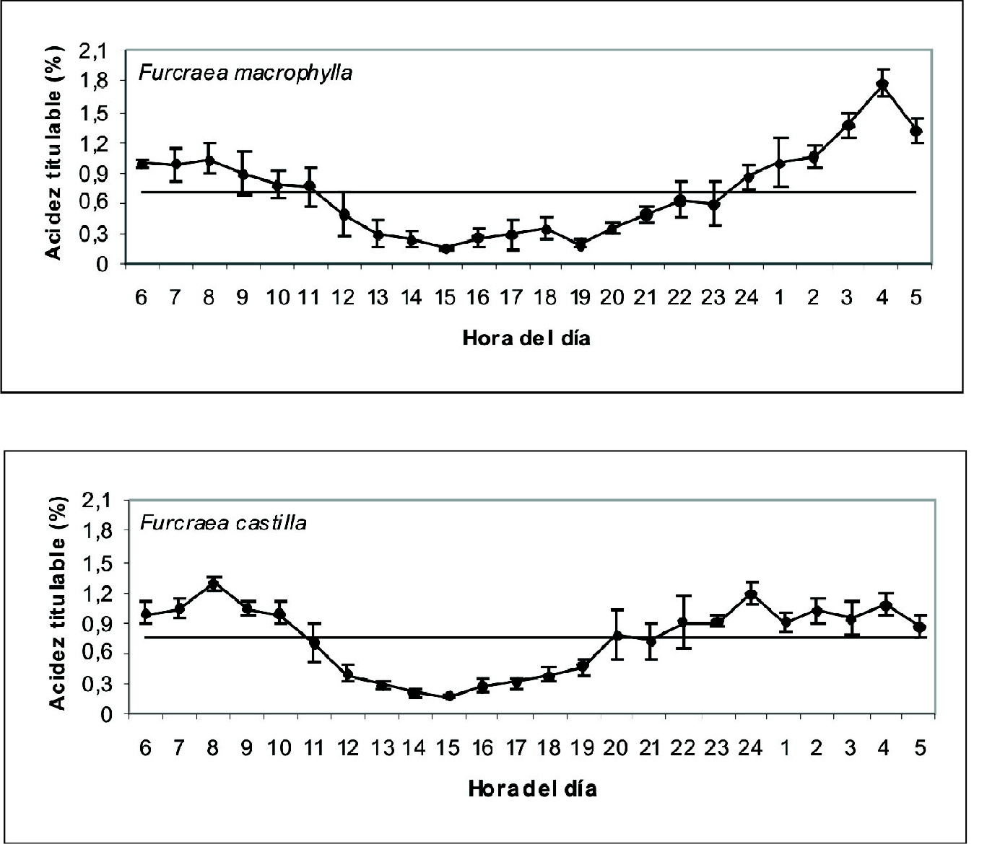 Furcraea macrophylla
Acidez titulable (%)
2,1
1,8
1,5
1,2
0,9
0,6
0,3
0
6 7 8 9 10 11 12 13 14 15 16 17 18 19 20 21 22 23 24 1 2 3 4 5
Hora del día
Furcraea castilla
Acidez titulable (%)
2,1
1,8
1,5
1,2
0,9
0,6
0,3
0
6 7 8 9 10 11 12 13 14 15 16 17 18 19 20 21 22 23 24 1 2 3 4 5
Hora del día